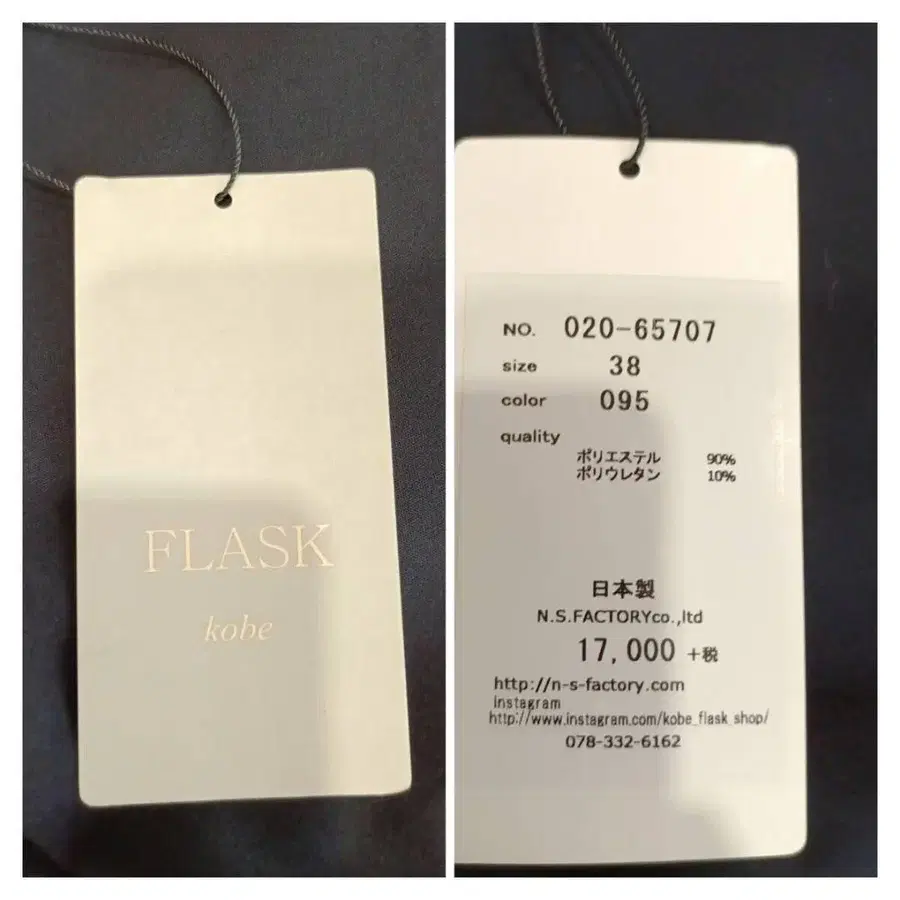 FLASK
kobe
NO. 020-65707
size 38
color 095
quality
ポリエステル 90%
ポリウレタン 10%
日本製
N.S.FACTORYco.,ltd
17,000 +税
http://n-s-factory.com
instagram
http://www.instagram.com/kobe_flask_shop/
078-332-6162